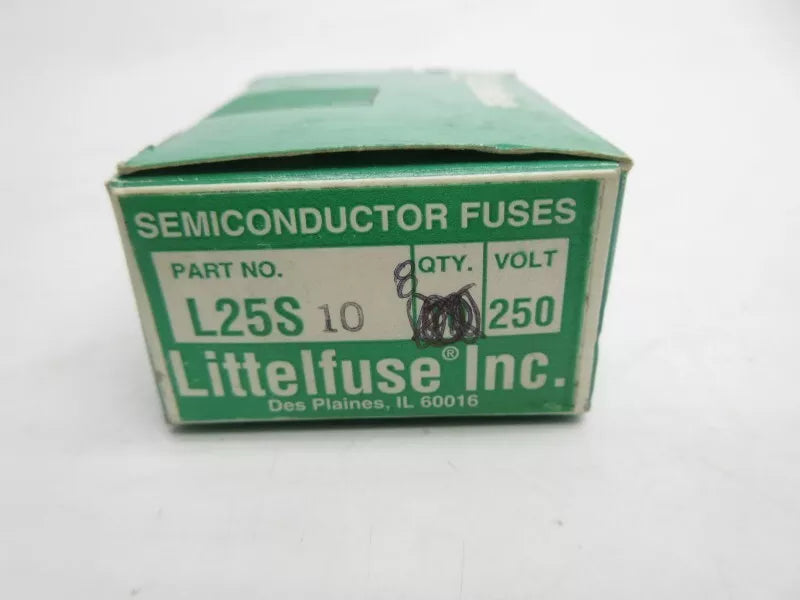 SEMICONDUCTOR FUSES
PART NO. QTY. VOLT
L25S 10 8 250
Littelfuse® Inc.
Des Plaines, IL 60016